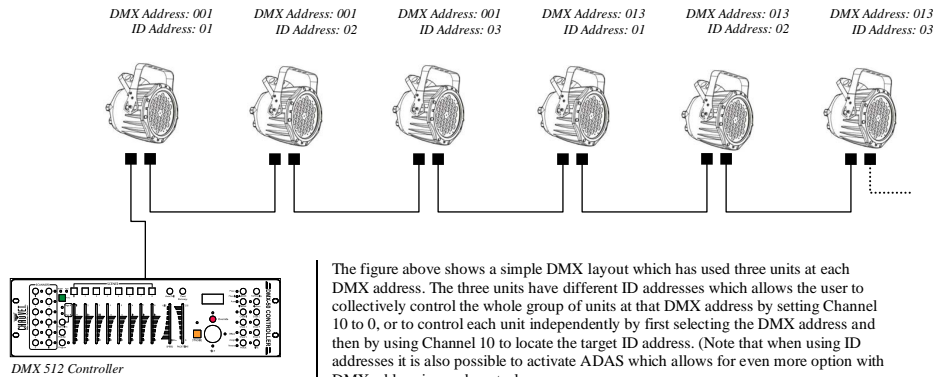 DMX Address: 001 DMX Address: 001 DMX Address: 001 DMX Address: 013 DMX Address: 013 DMX Address: 013
ID Address: 01 ID Address: 02 ID Address: 03 ID Address: 01 ID Address: 02 ID Address: 03
The figure above shows a simple DMX layout which has used three units at each
DMX address. The three units have different ID addresses which allows the user to
collectively control the whole group of units at that DMX address by setting Channel
10 to 0, or to control each unit independently by first selecting the DMX address and
then by using Channel 10 to locate the target ID address. (Note that when using ID
addresses it is also possible to activate ADAS which allows for even more option with
CHAUVET
CONTROLLER
DMX 512 Controller